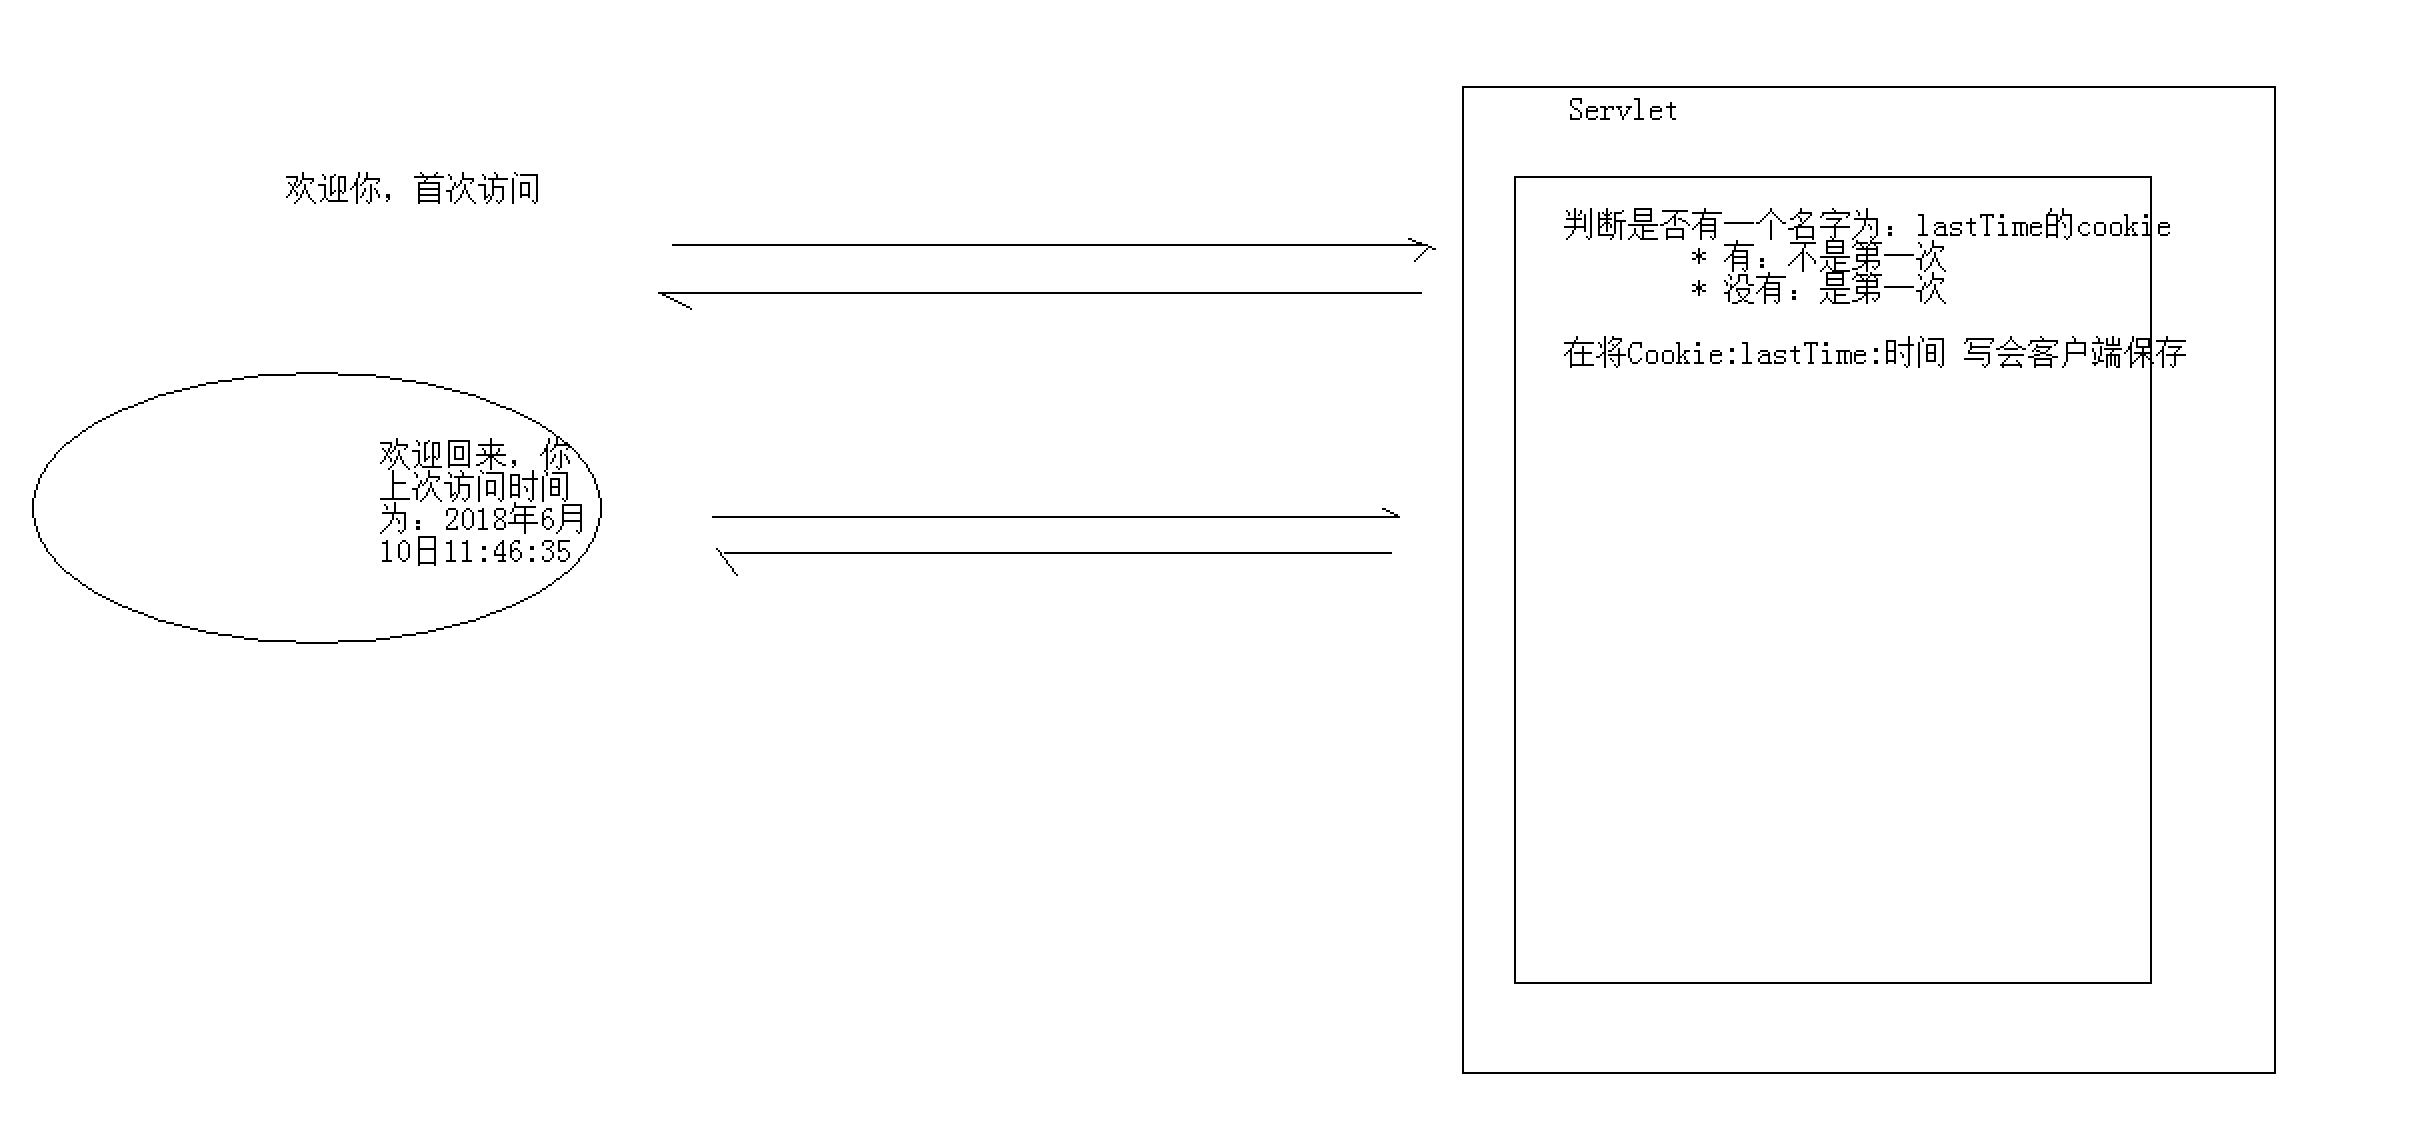 Servlet
欢迎你，首次访问
判断是否有一个名字为：lastTime的cookie
* 有：不是第一次
* 没有：是第一次
在将Cookie:lastTime:时间 写会客户端保存
欢迎回来，你
上次访问时间
为：2018年6月
10日11:46:35